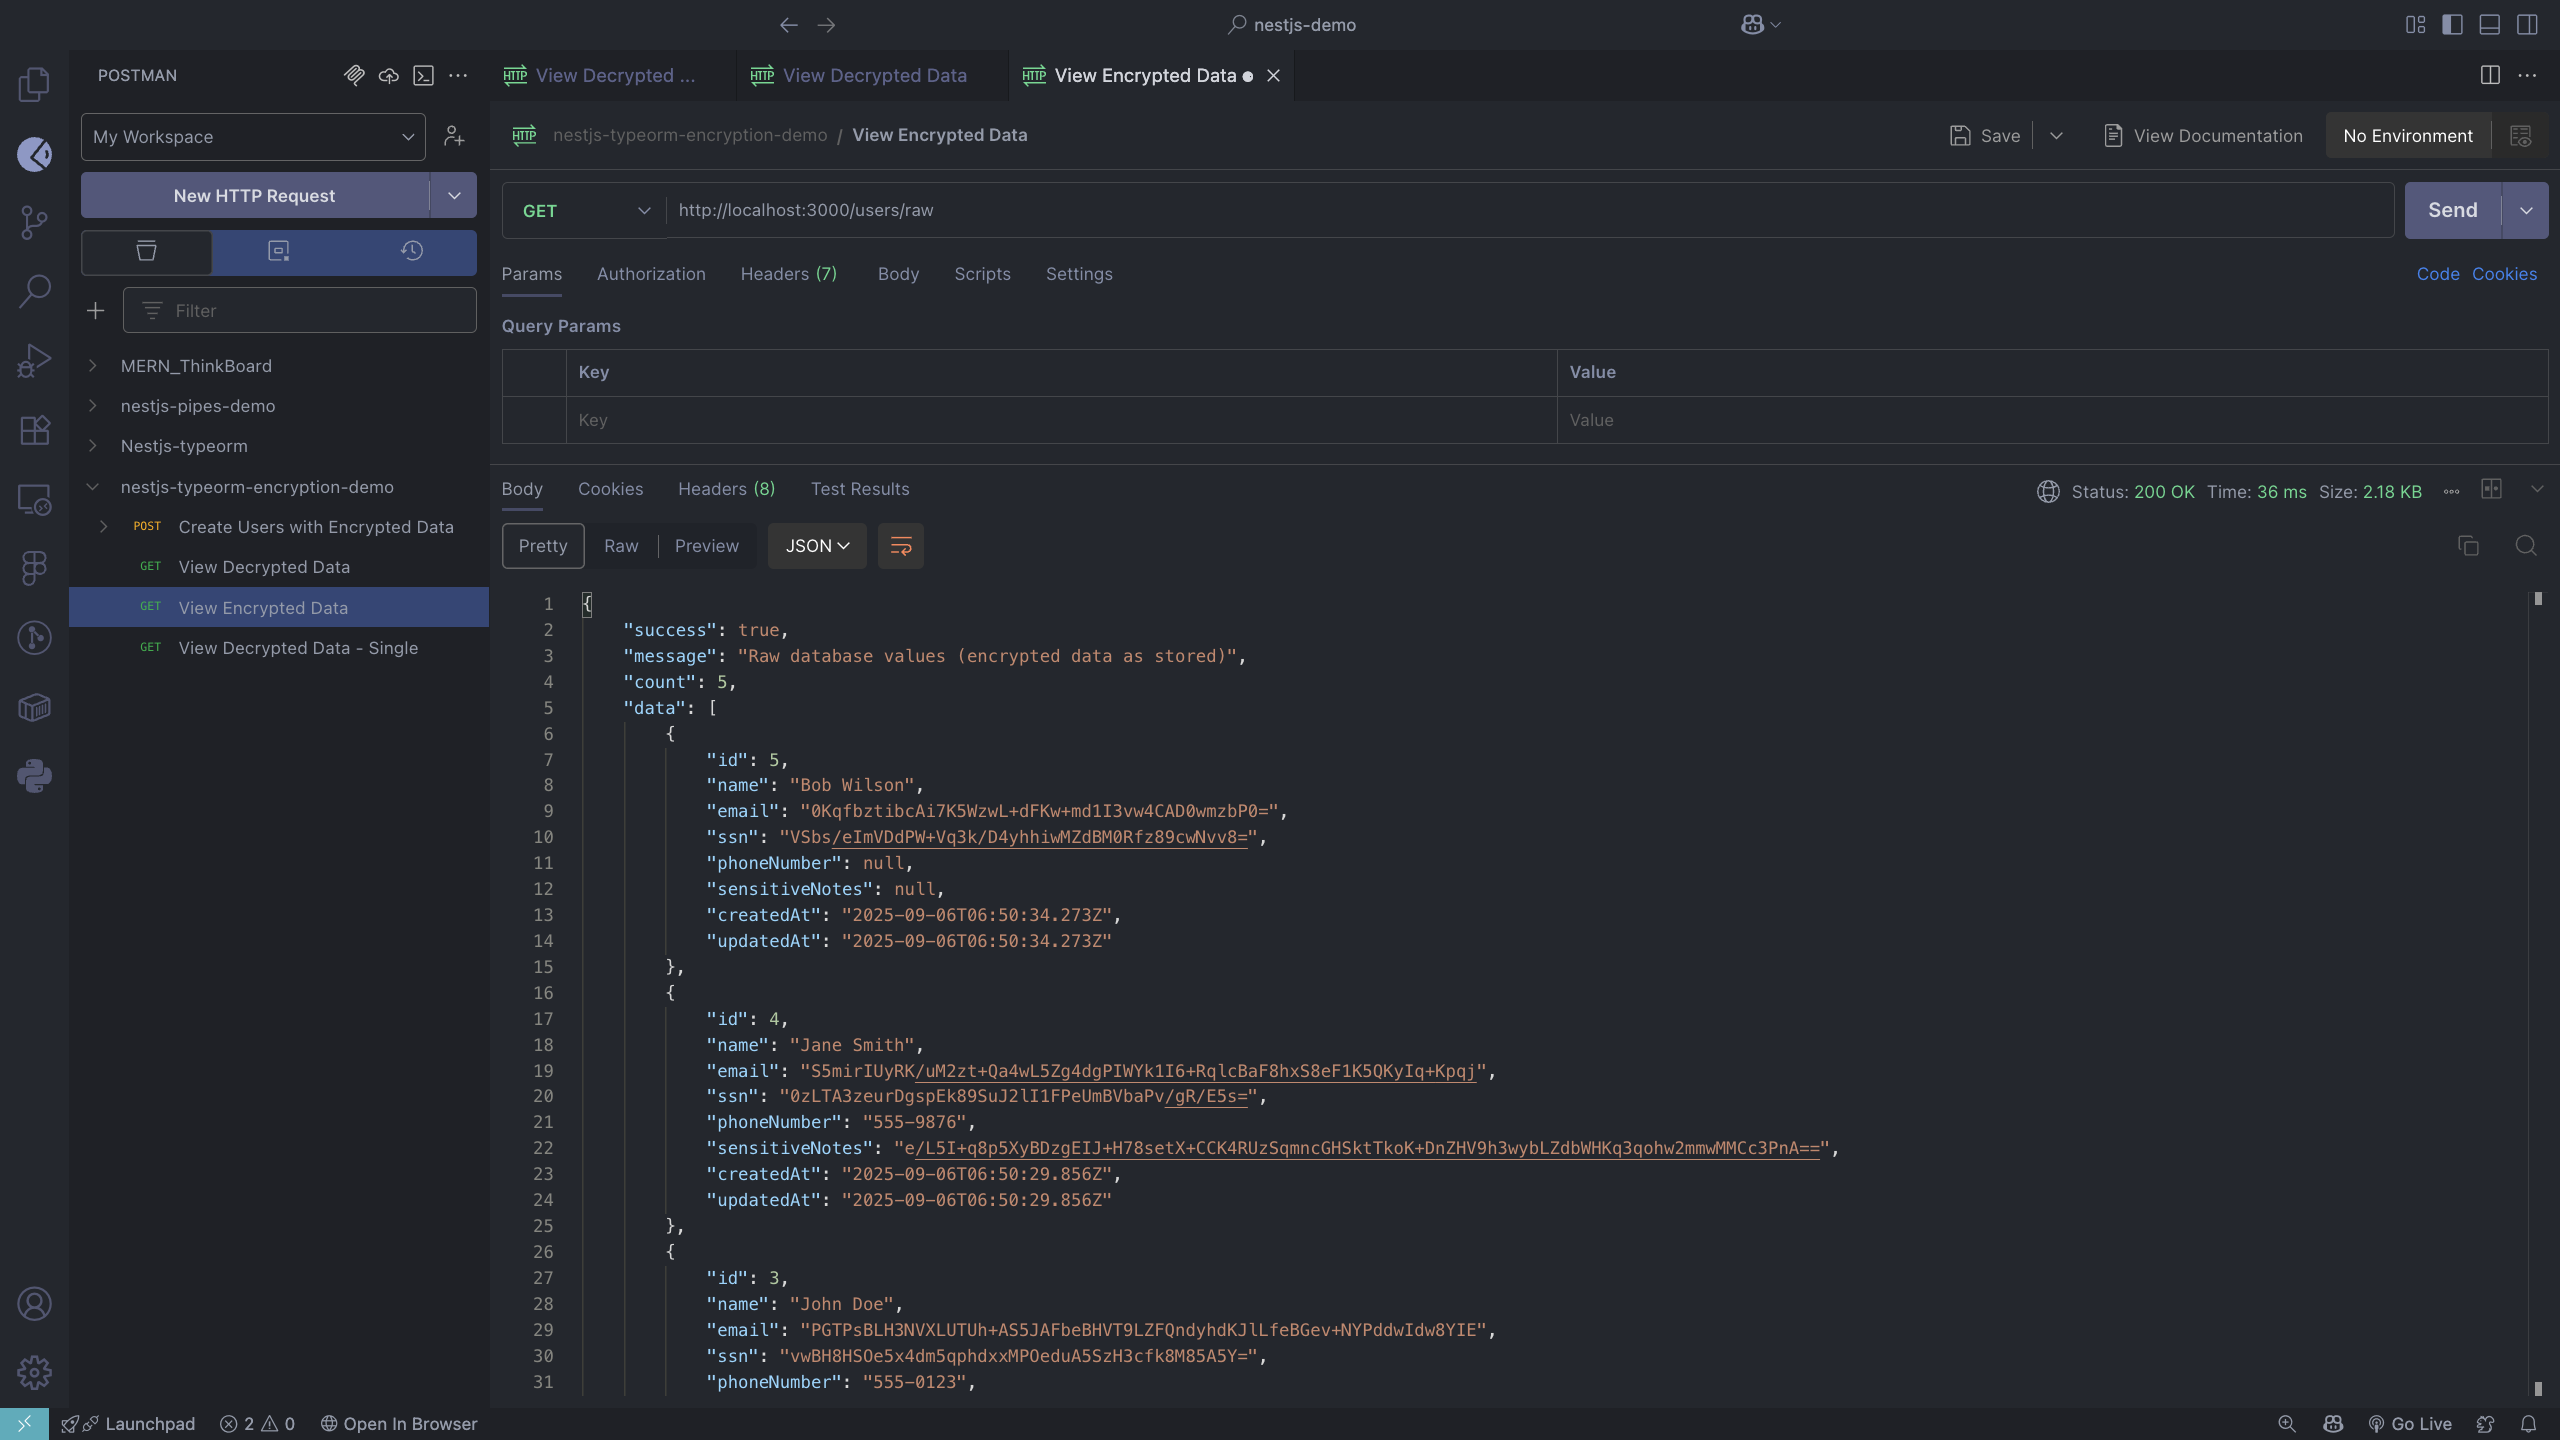 nestjs-demo
POSTMAN
HTTP View Decrypted ...
HTTP View Decrypted Data
HTTP View Encrypted Data
My Workspace
HTTP nestjs-typeorm-encryption-demo / View Encrypted Data
Save
View Documentation
No Environment
New HTTP Request
GET
http://localhost:3000/users/raw
Send
Params Authorization Headers (7) Body Scripts Settings
Code Cookies
Filter
Query Params
Key Value
Key Value
MERN_ThinkBoard
nestjs-pipes-demo
Nestjs-typeorm
nestjs-typeorm-encryption-demo
POST Create Users with Encrypted Data
GET View Decrypted Data
GET View Encrypted Data
GET View Decrypted Data - Single
Body Cookies Headers (8) Test Results
Status: 200 OK Time: 36 ms Size: 2.18 KB
Pretty Raw Preview JSON
1 {
2 "success": true,
3 "message": "Raw database values (encrypted data as stored)",
4 "count": 5,
5 "data": [
6 {
7 "id": 5,
8 "name": "Bob Wilson",
9 "email": "0KqfbztibcAi7K5WzwL+dFKw+md1I3vw4CAD0wmzbP0=",
10 "ssn": "VSbs/eImVDdPW+Vq3k/D4yhhiwMZdBM0Rfz89cwNvv8=",
11 "phoneNumber": null,
12 "sensitiveNotes": null,
13 "createdAt": "2025-09-06T06:50:34.273Z",
14 "updatedAt": "2025-09-06T06:50:34.273Z"
15 },
16 {
17 "id": 4,
18 "name": "Jane Smith",
19 "email": "S5mirIUyRK/uM2zt+Qa4wL5Zg4dgPIWYk1I6+RqlcBaF8hxS8eF1K5QKyIq+Kpqj",
20 "ssn": "0zLTA3zeurDgspEk89SuJ2lI1FPeUmBVbaPv/gR/E5s=",
21 "phoneNumber": "555-9876",
22 "sensitiveNotes": "e/L5I+q8p5XyBDzgEIJ+H78setX+CCK4RUzSqmncGHSktTkoK+DnZHV9h3wybLZdbWHKq3qohw2mmwMMCc3PnA==",
23 "createdAt": "2025-09-06T06:50:29.856Z",
24 "updatedAt": "2025-09-06T06:50:29.856Z"
25 },
26 {
27 "id": 3,
28 "name": "John Doe",
29 "email": "PGTPsBLH3NVXLUTUh+AS5JAFbeBHVT9LZFQndyhdKJlLfeBGev+NYPddwIdw8YIE",
30 "ssn": "vwBH8HSOe5x4dm5qphdxxMPOeduA5SzH3cfk8M85A5Y=",
31 "phoneNumber": "555-0123",
Launchpad 2 0 Open In Browser
Go Live